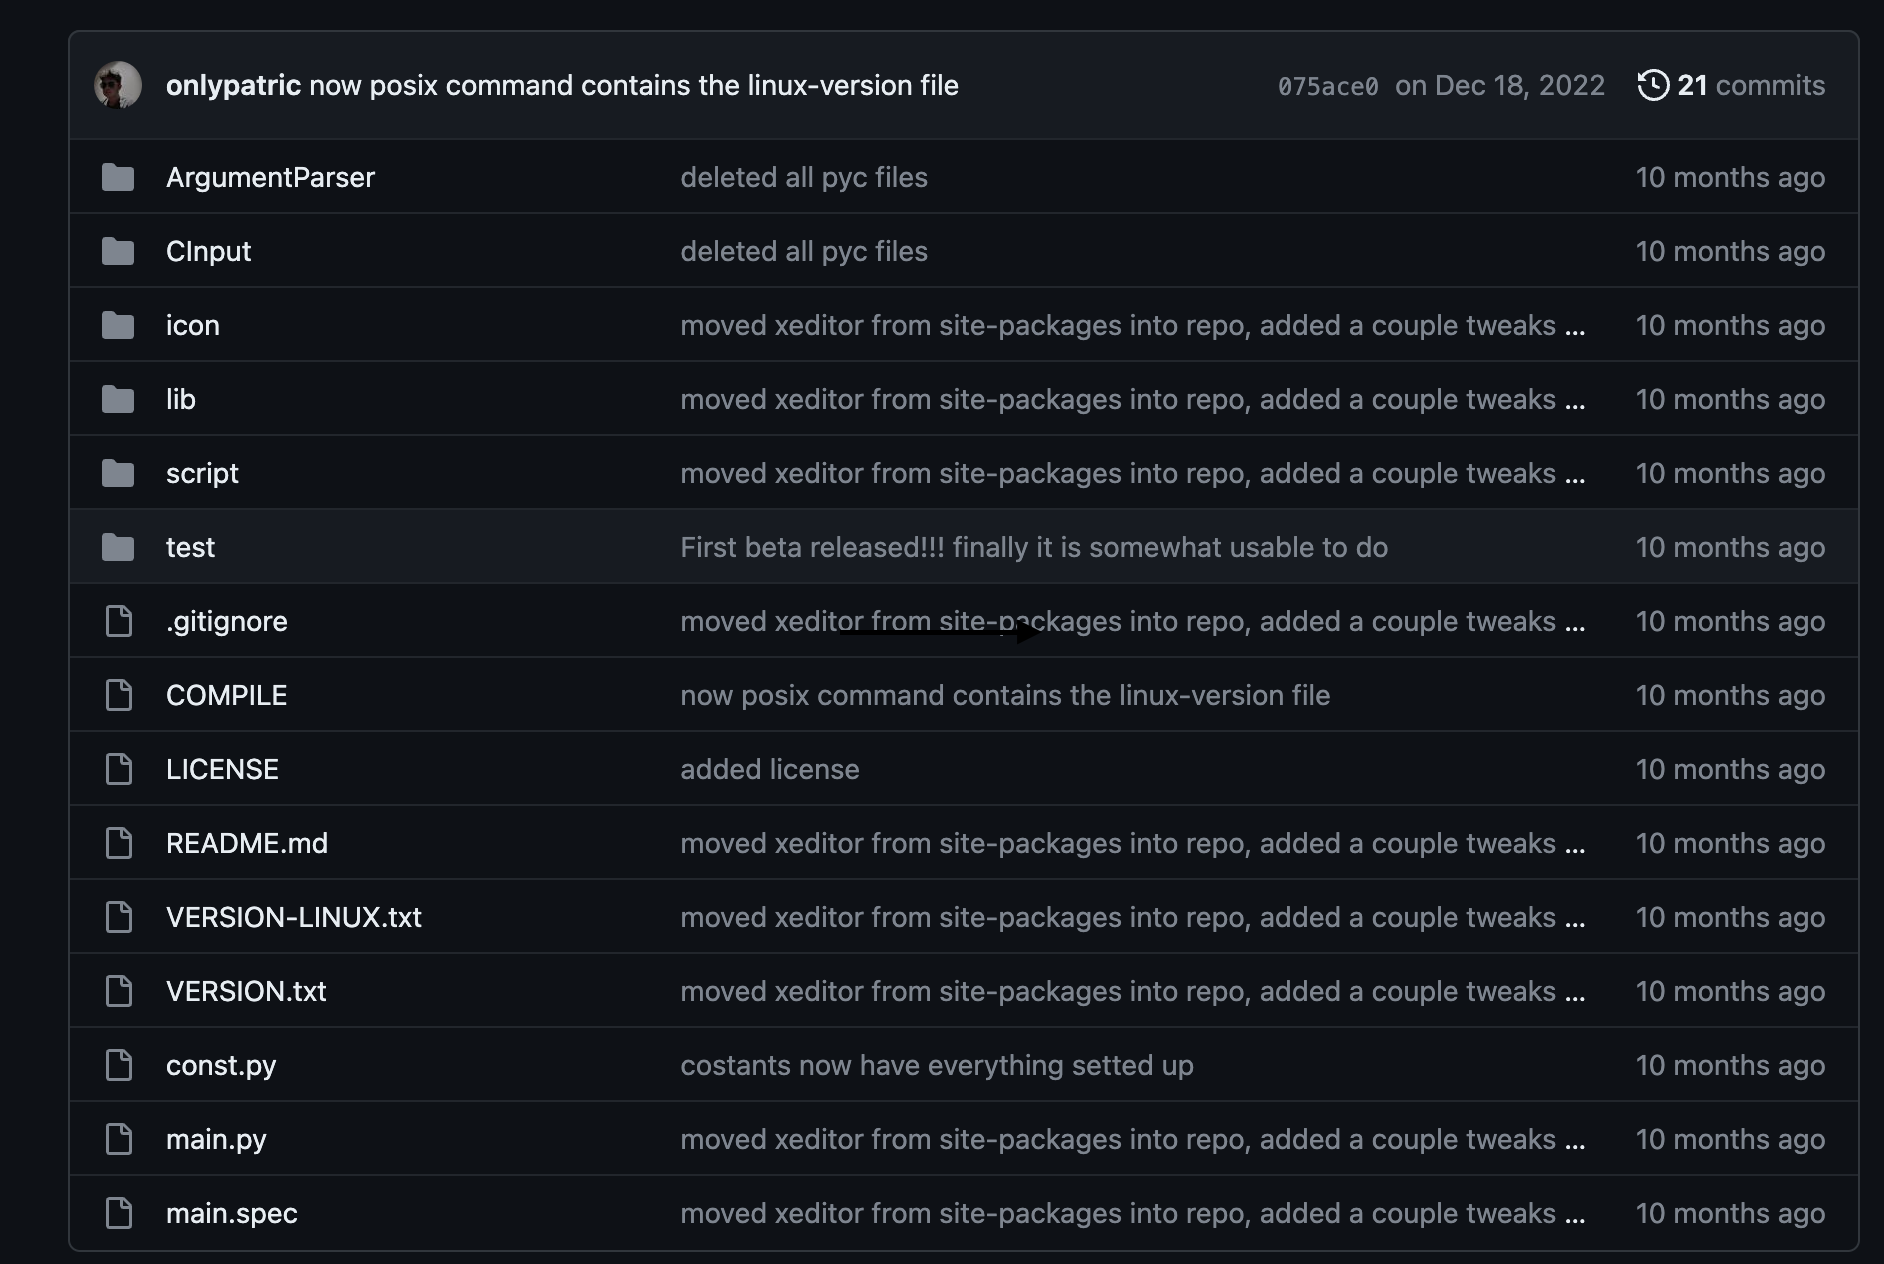 onlypatric now posix command contains the linux-version file 075ace0 on Dec 18, 2022 21 commits
ArgumentParser deleted all pyc files 10 months ago
CInput deleted all pyc files 10 months ago
icon moved xeditor from site-packages into repo, added a couple tweaks ... 10 months ago
lib moved xeditor from site-packages into repo, added a couple tweaks ... 10 months ago
script moved xeditor from site-packages into repo, added a couple tweaks ... 10 months ago
test First beta released!!! finally it is somewhat usable to do 10 months ago
.gitignore moved xeditor from site-packages into repo, added a couple tweaks ... 10 months ago
COMPILE now posix command contains the linux-version file 10 months ago
LICENSE added license 10 months ago
README.md moved xeditor from site-packages into repo, added a couple tweaks ... 10 months ago
VERSION-LINUX.txt moved xeditor from site-packages into repo, added a couple tweaks ... 10 months ago
VERSION.txt moved xeditor from site-packages into repo, added a couple tweaks ... 10 months ago
const.py costants now have everything setted up 10 months ago
main.py moved xeditor from site-packages into repo, added a couple tweaks ... 10 months ago
main.spec moved xeditor from site-packages into repo, added a couple tweaks ... 10 months ago